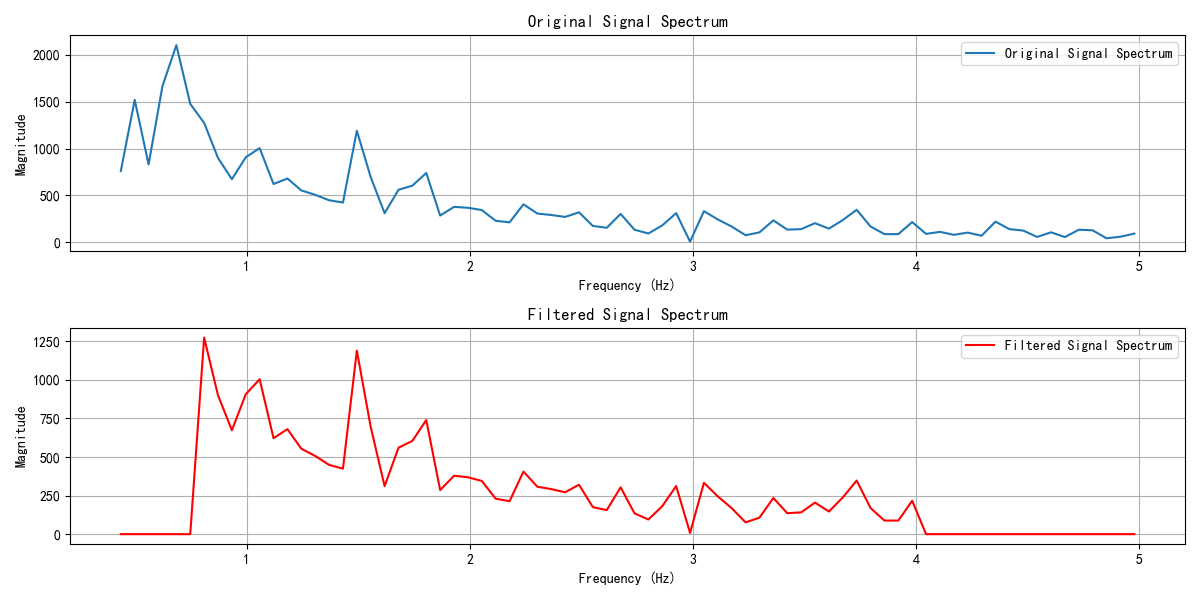 Original Signal Spectrum
Original Signal Spectrum
Magnitude
2000
1500
1000
500
0
1 2 3 4 5
Frequency (Hz)
Filtered Signal Spectrum
Filtered Signal Spectrum
Magnitude
1250
1000
750
500
250
0
1 2 3 4 5
Frequency (Hz)